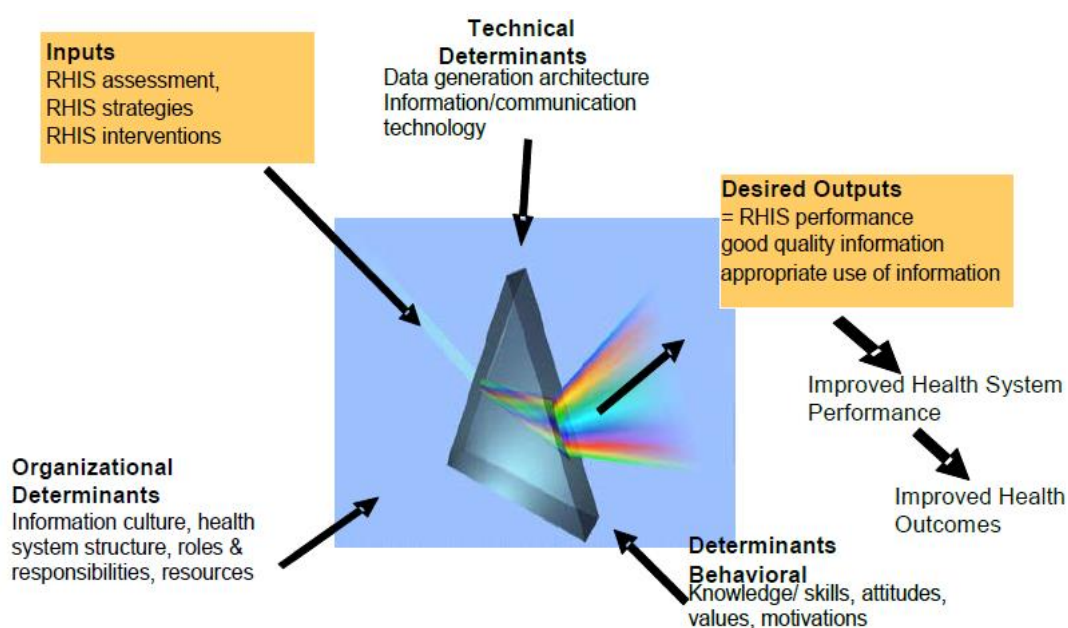 Inputs
RHIS assessment,
RHIS strategies
RHIS interventions
Technical
Determinants
Data generation architecture
Information/communication
technology
Desired Outputs
= RHIS performance
good quality information
appropriate use of information
Improved Health System
Performance
Improved Health
Outcomes
Organizational
Determinants
Information culture, health
system structure, roles &
responsibilities, resources
Determinants
Behavioral
Knowledge/ skills, attitudes,
values, motivations